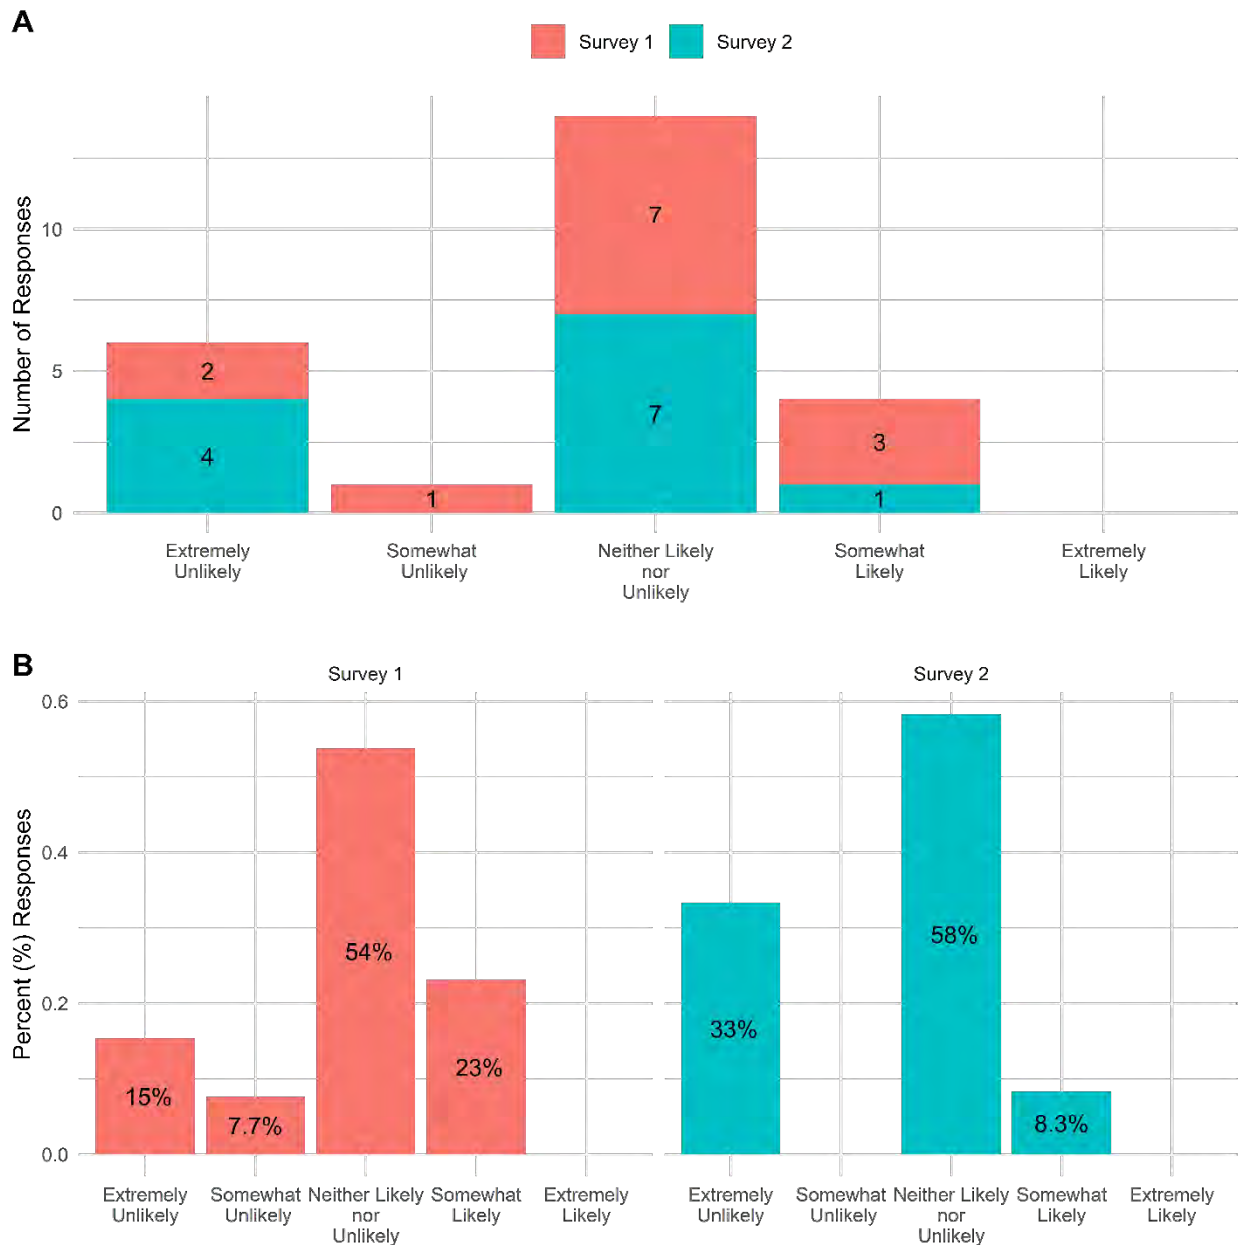 A
Survey 1 Survey 2
Number of Responses
10
5
0
2
4
1
7
7
3
1
Extremely
Unlikely
Somewhat
Unlikely
Neither Likely
nor
Unlikely
Somewhat
Likely
Extremely
Likely
B
Survey 1
Survey 2
Percent (%) Responses
0.6
0.4
0.2
0.0
15%
7.7%
54%
23%
33%
58%
8.3%
Extremely
Unlikely
Somewhat
Unlikely
Neither Likely
nor
Unlikely
Somewhat
Likely
Extremely
Likely
Extremely
Unlikely
Somewhat
Unlikely
Neither Likely
nor
Unlikely
Somewhat
Likely
Extremely
Likely